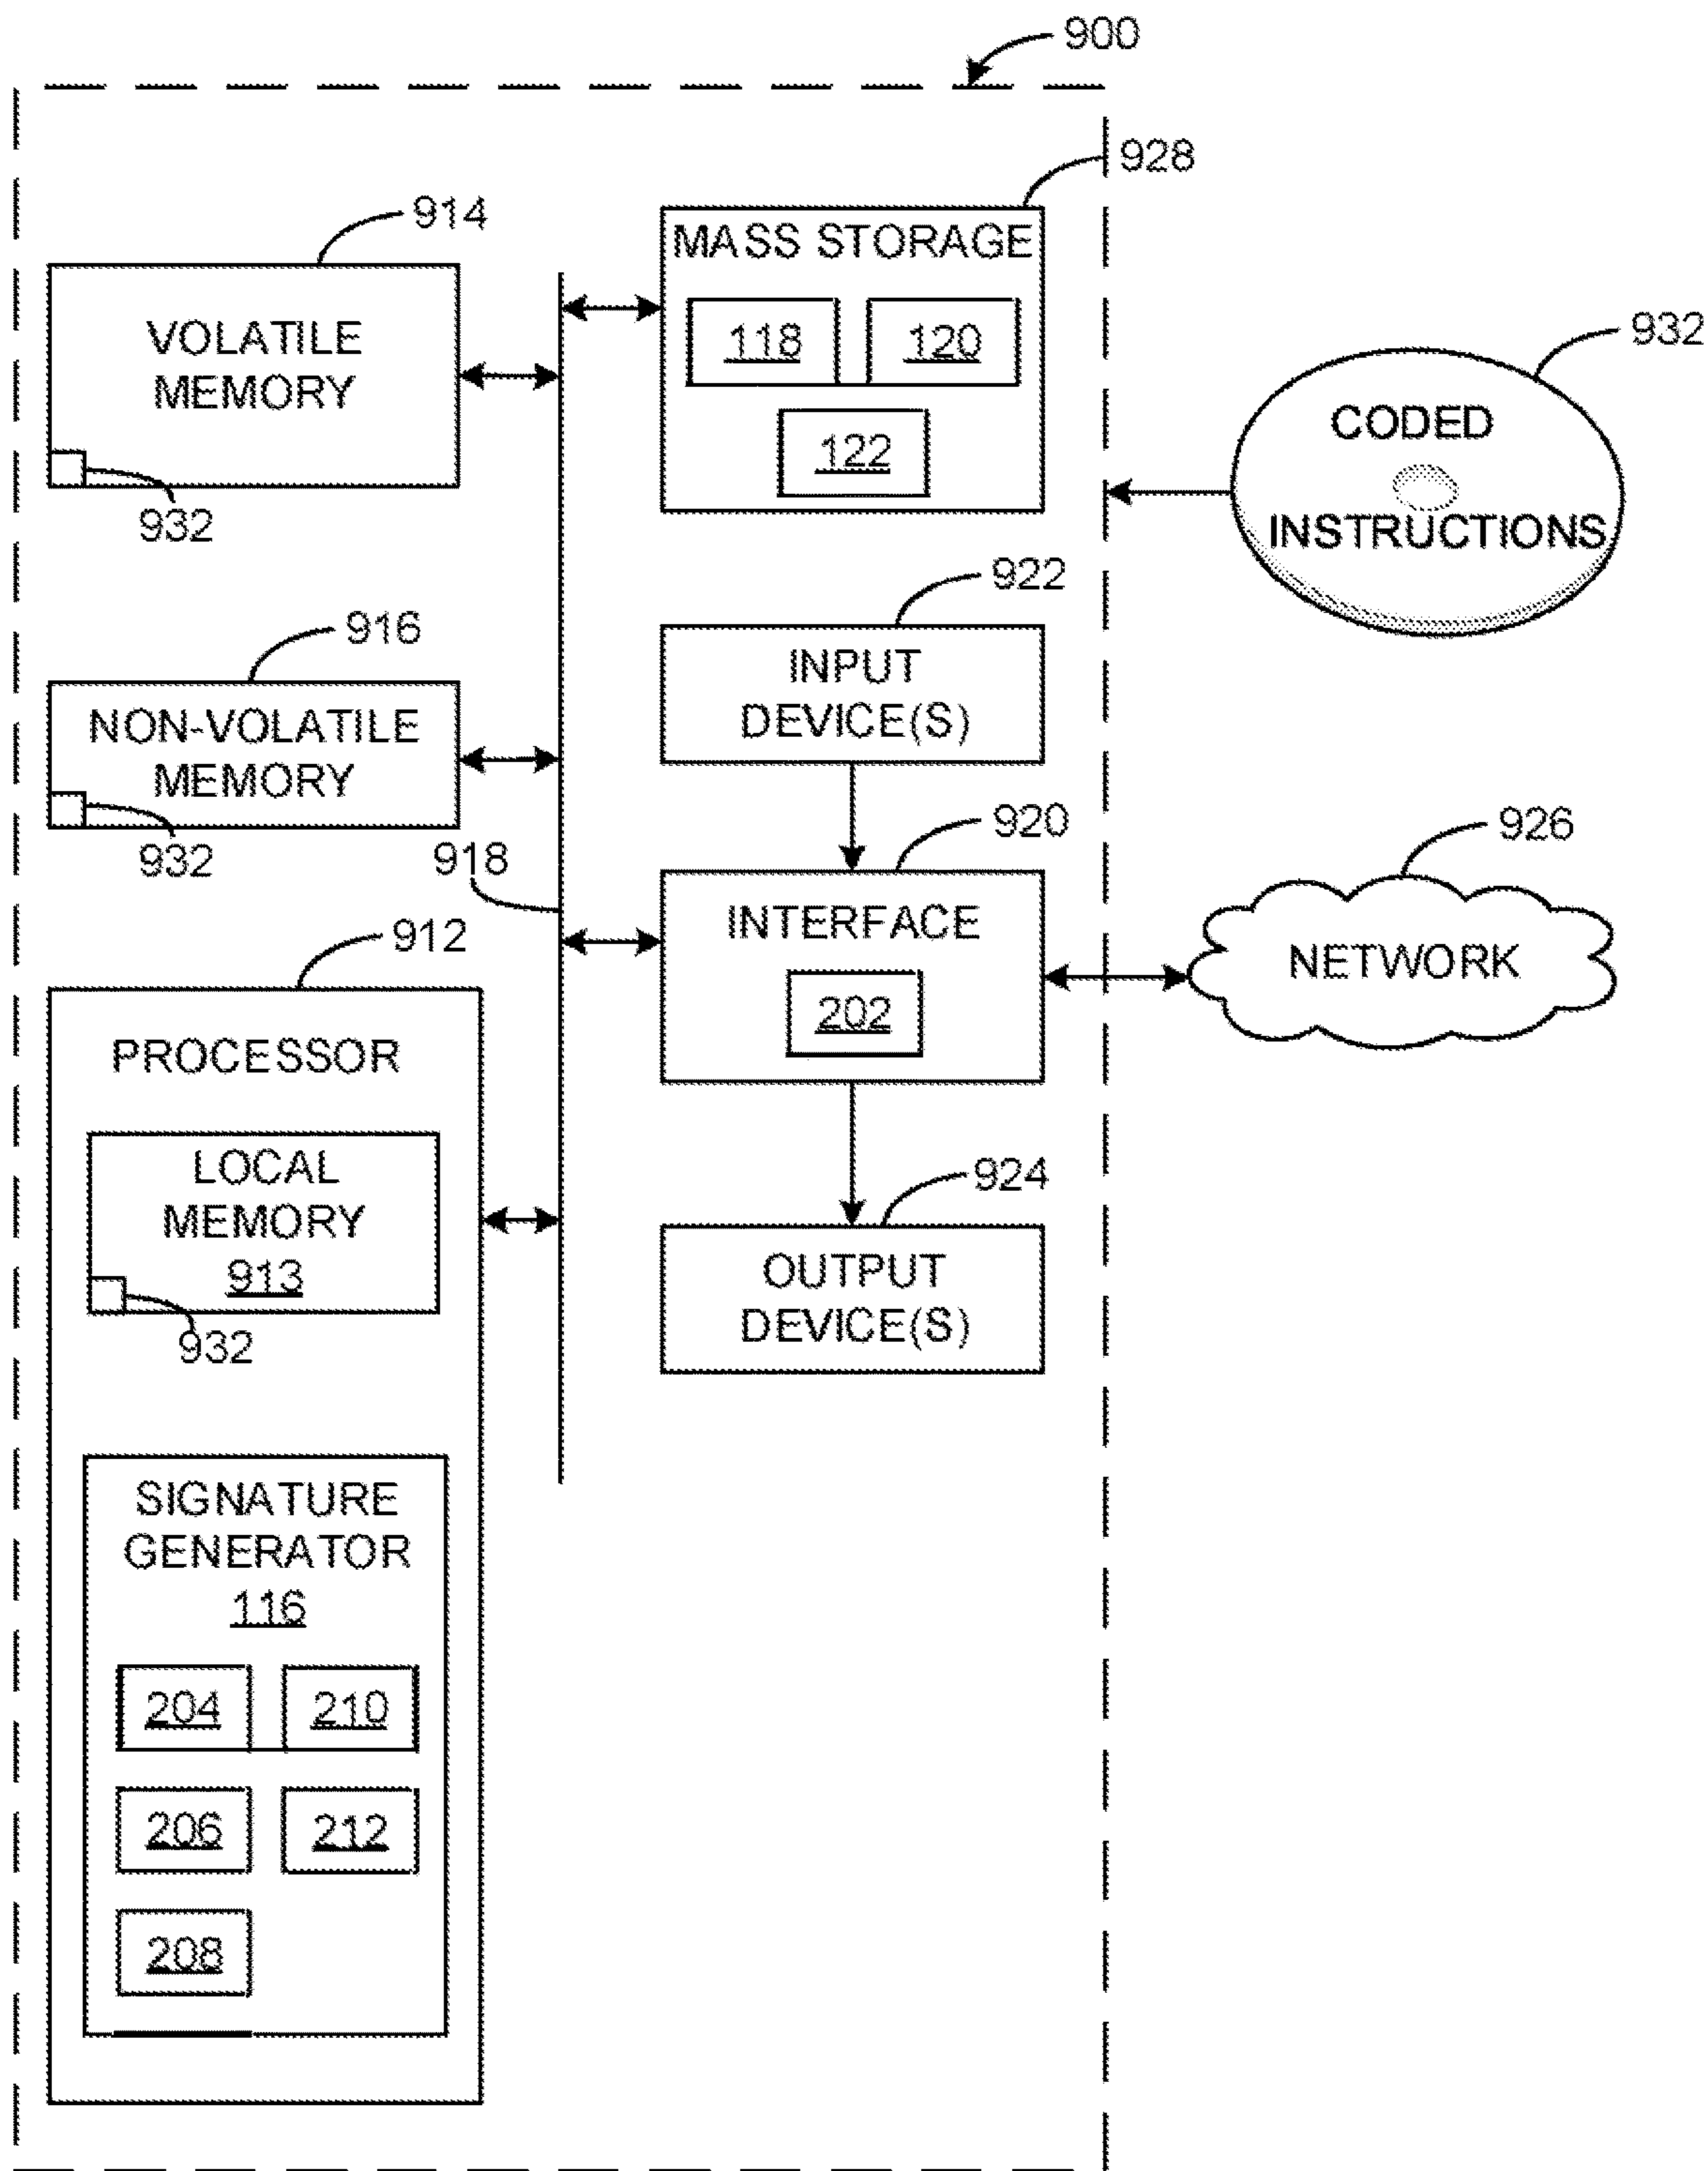 900
928
914
MASS STORAGE
118
120
122
VOLATILE
MEMORY
932
932
CODED
INSTRUCTIONS
922
INPUT
DEVICE(S)
916
NON-VOLATILE
MEMORY
932
918
920
INTERFACE
202
926
NETWORK
912
PROCESSOR
LOCAL
MEMORY
913
932
924
OUTPUT
DEVICE(S)
SIGNATURE
GENERATOR
116
204
210
206
212
208